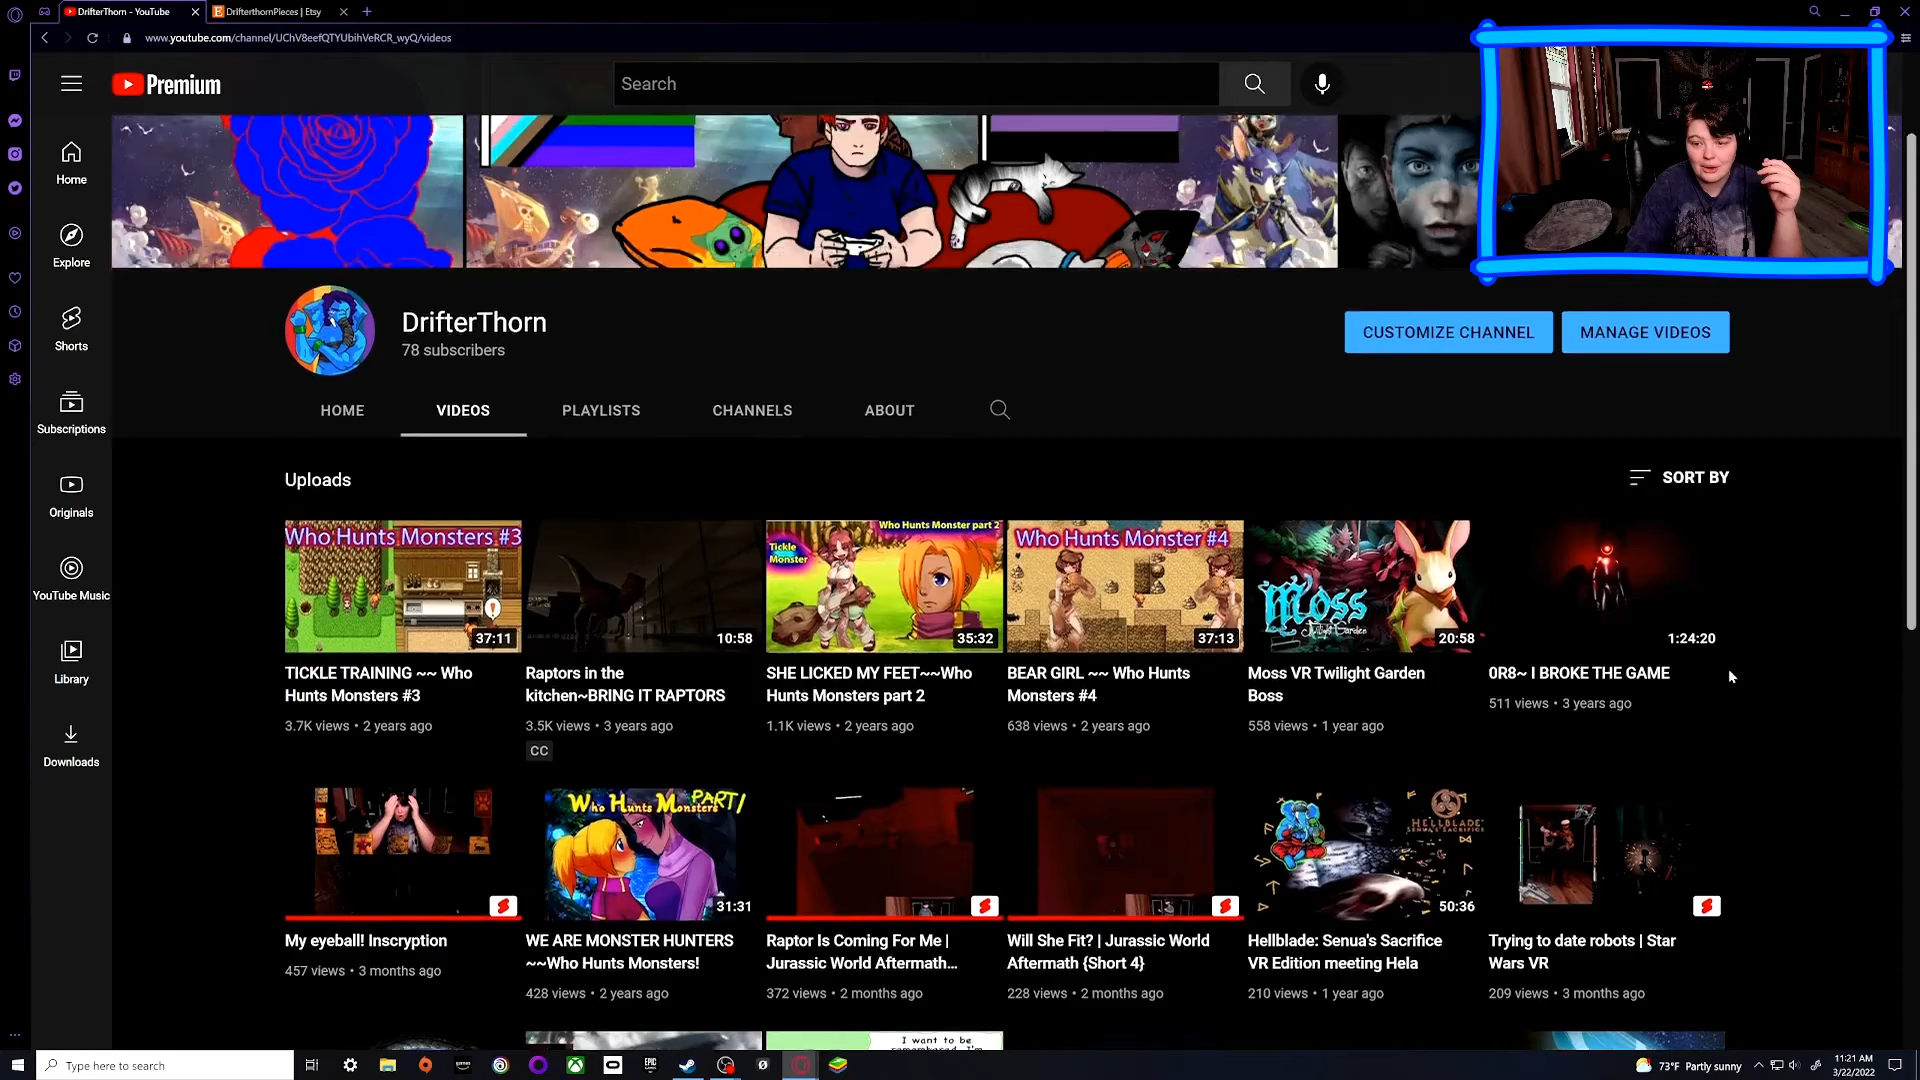 DrifterThorn - YouTube
DrifterthornPieces | Etsy
www.youtube.com/channel/UChV8eefQTYUbihVeRCR_wyQ/videos
Premium
Search
Home
Explore
Shorts
Subscriptions
Originals
YouTube Music
Library
Downloads
DrifterThorn
78 subscribers
CUSTOMIZE CHANNEL
MANAGE VIDEOS
HOME
VIDEOS
PLAYLISTS
CHANNELS
ABOUT
Uploads
SORT BY
Who Hunts Monsters #3
37:11
10:58
Who Hunts Monster part 2
Tickle
Monster
35:32
Who Hunts Monster #4
37:13
Moss
Twilight Garden
20:58
1:24:20
TICKLE TRAINING ~~ Who
Hunts Monsters #3
3.7K views • 2 years ago
Raptors in the
kitchen~BRING IT RAPTORS
3.5K views • 3 years ago
CC
SHE LICKED MY FEET~~Who
Hunts Monsters part 2
1.1K views • 2 years ago
BEAR GIRL ~~ Who Hunts
Monsters #4
638 views • 2 years ago
Moss VR Twilight Garden
Boss
558 views • 1 year ago
0R8~ I BROKE THE GAME
511 views • 3 years ago
Who Hunts Monsters PART 1
31:31
HELLBLADE
SENUA'S SACRIFICE
50:36
My eyeball! Inscryption
457 views • 3 months ago
WE ARE MONSTER HUNTERS
~~Who Hunts Monsters!
428 views • 2 years ago
Raptor Is Coming For Me |
Jurassic World Aftermath...
372 views • 2 months ago
Will She Fit? | Jurassic World
Aftermath {Short 4}
228 views • 2 months ago
Hellblade: Senua's Sacrifice
VR Edition meeting Hela
210 views • 1 year ago
Trying to date robots | Star
Wars VR
209 views • 3 months ago
I want to be
remembered. I'm
Type here to search
EPIC
73°F Partly sunny
11:21 AM
3/22/2022